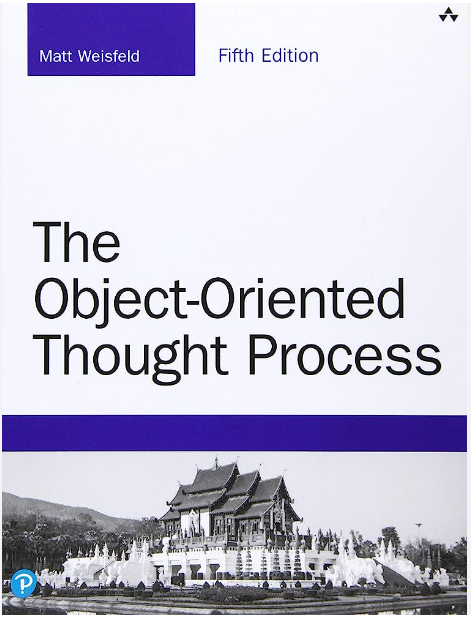 Matt Weisfeld
Fifth Edition
The
Object-Oriented
Thought Process
P